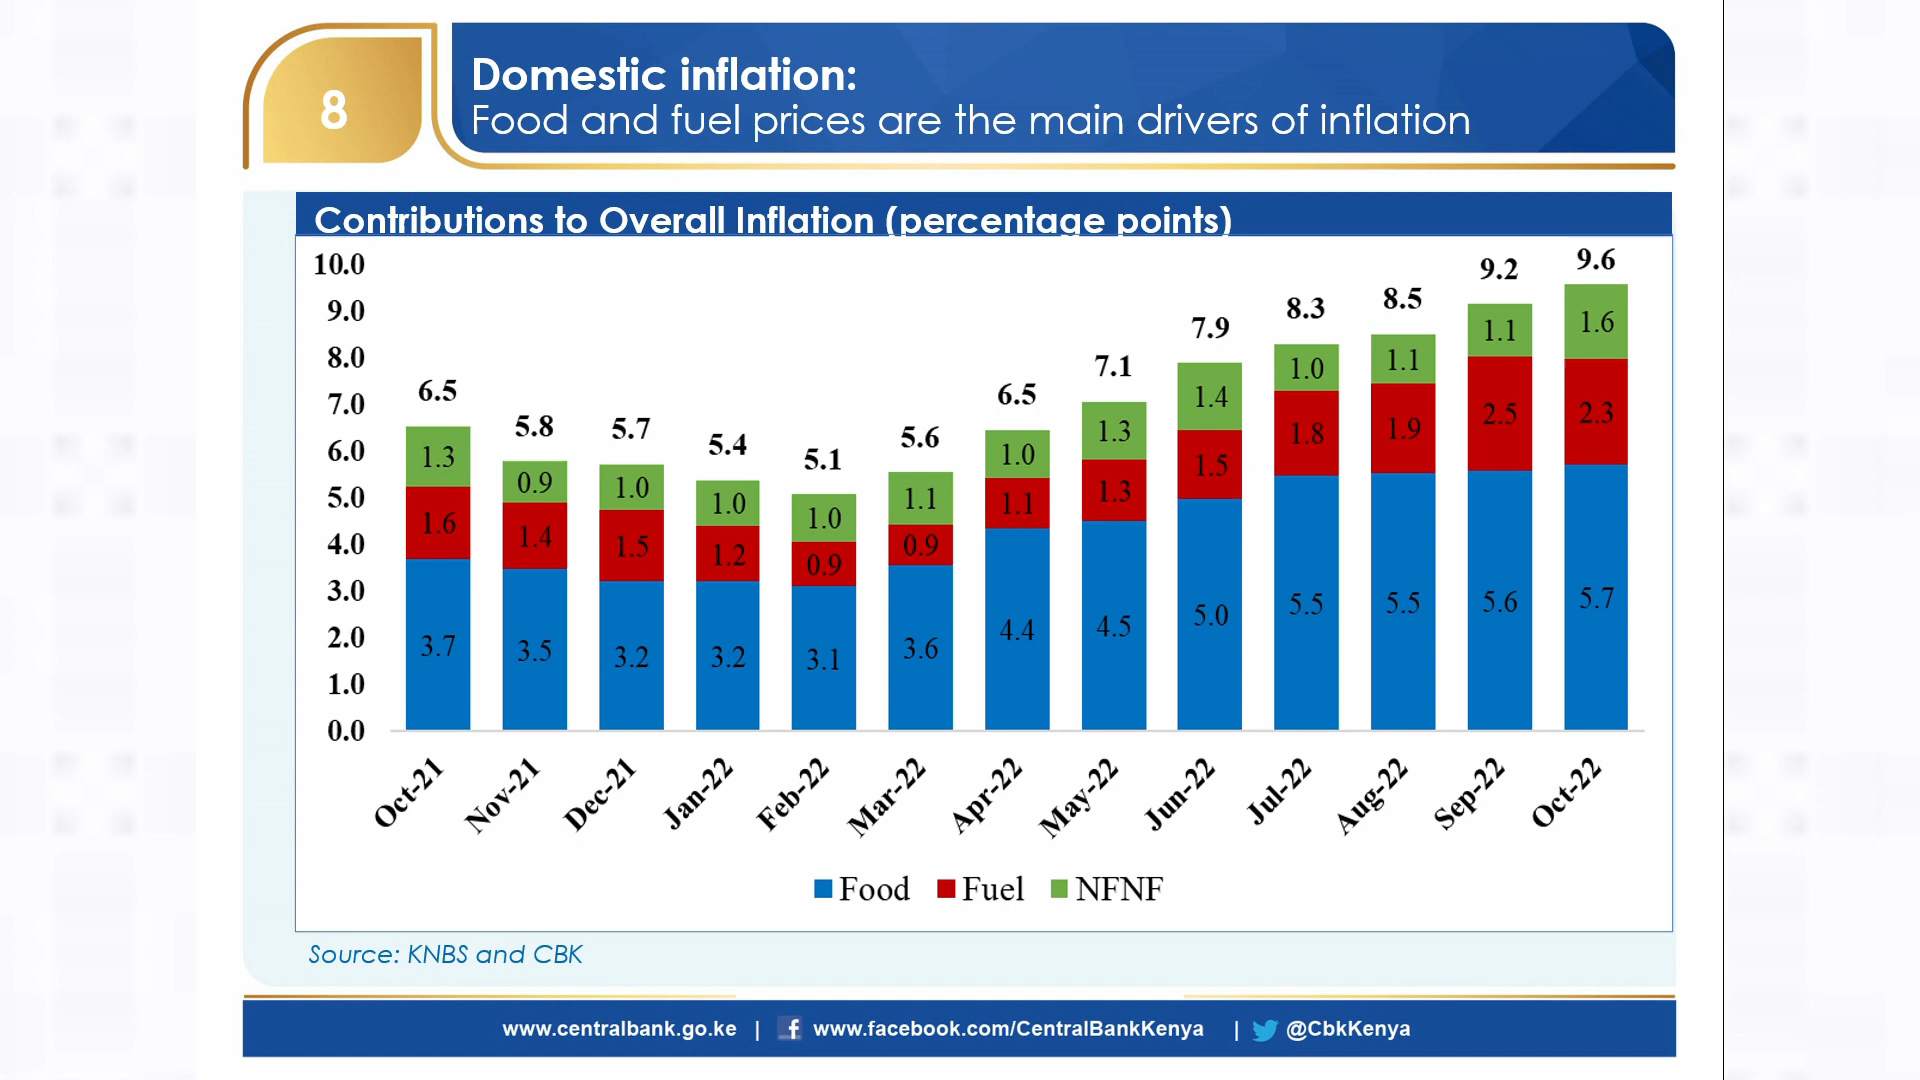 8
Domestic inflation:
Food and fuel prices are the main drivers of inflation
Contributions to Overall Inflation (percentage points)
10.0
9.0
8.0
7.0
6.0
5.0
4.0
3.0
2.0
1.0
0.0
6.5 5.8 5.7 5.4 5.1 5.6 6.5 7.1 7.9 8.3 8.5 9.2 9.6
1.3 0.9 1.0 1.0 1.0 1.1 1.0 1.3 1.4 1.0 1.1 1.1 1.6
1.6 1.4 1.5 1.2 0.9 0.9 1.1 1.3 1.5 1.8 1.9 2.5 2.3
3.7 3.5 3.2 3.2 3.1 3.6 4.4 4.5 5.0 5.5 5.5 5.6 5.7
Oct-21 Nov-21 Dec-21 Jan-22 Feb-22 Mar-22 Apr-22 May-22 Jun-22 Jul-22 Aug-22 Sep-22 Oct-22
Food Fuel NFNF
Source: KNBS and CBK
www.centralbank.go.ke | www.facebook.com/CentralBankKenya | @CbkKenya